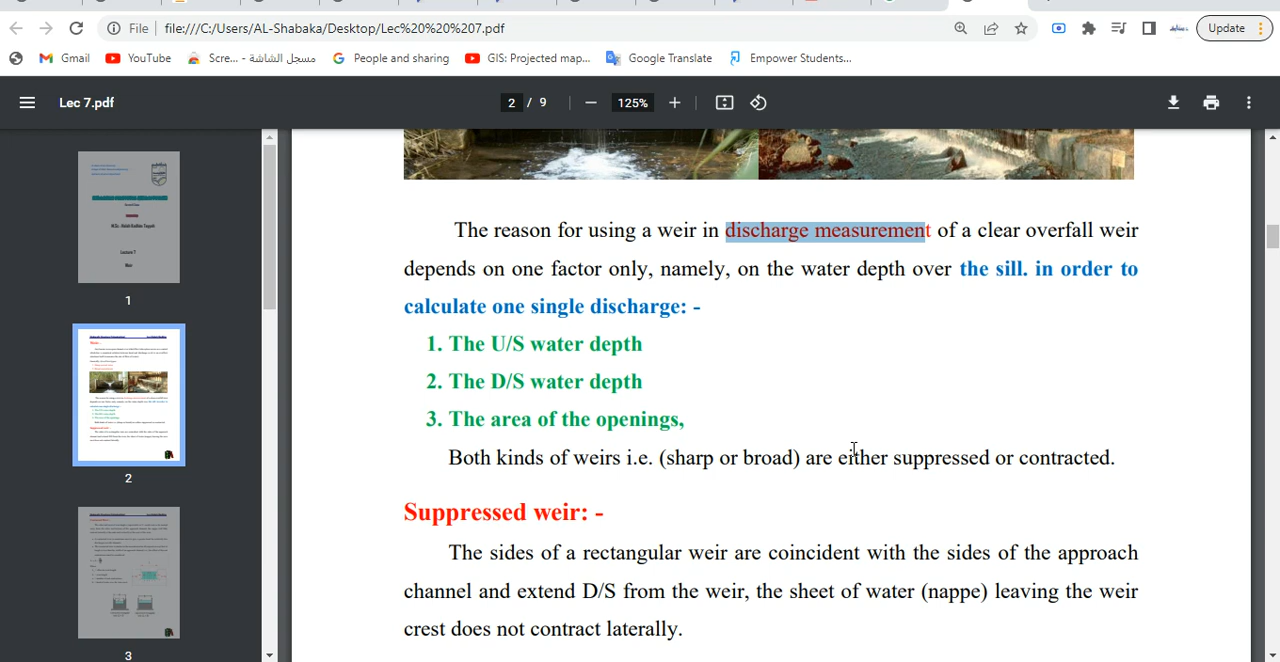 File file:///C:/Users/AL-Shabaka/Desktop/Lec%20%20%207.pdf
Update
Gmail YouTube Scre... - مسجل الشاشة People and sharing GIS: Projected map... Google Translate Empower Students...
Lec 7.pdf
2 / 9
125%
The reason for using a weir in discharge measurement of a clear overfall weir
depends on one factor only, namely, on the water depth over the sill. in order to
calculate one single discharge: -
1. The U/S water depth
2. The D/S water depth
3. The area of the openings,
Both kinds of weirs i.e. (sharp or broad) are either suppressed or contracted.
Suppressed weir: -
The sides of a rectangular weir are coincident with the sides of the approach
channel and extend D/S from the weir, the sheet of water (nappe) leaving the weir
crest does not contract laterally.
Lecture 7
Weir
1
2
3